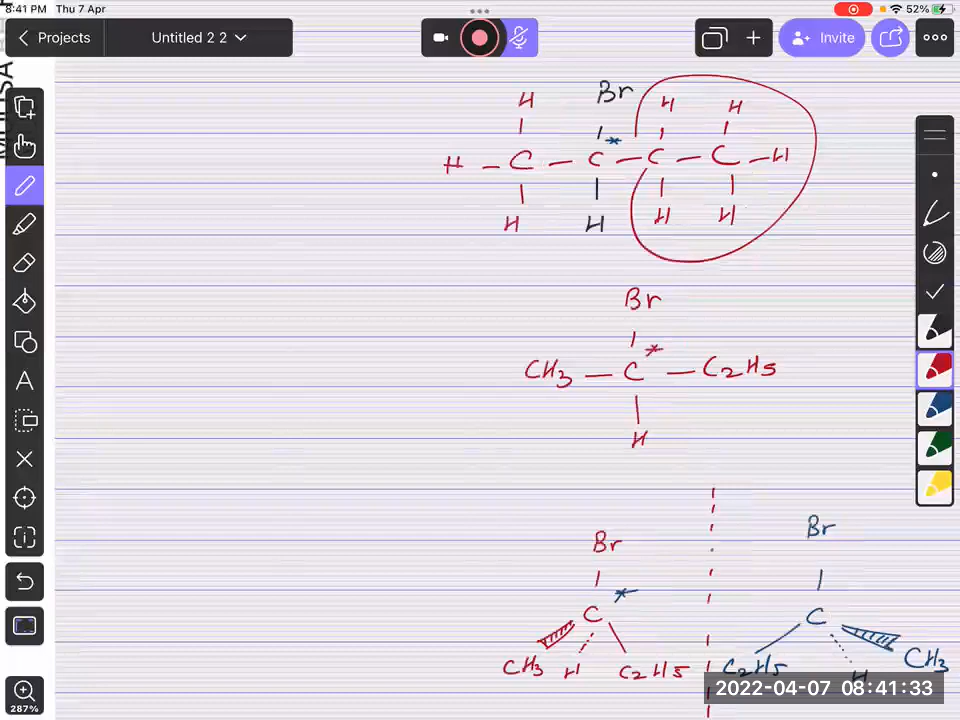 8:41 PM Thu 7 Apr
52%
Projects
Untitled 2 2
Invite
H Br H H
H – C – C* – C – C – H
H H H H
Br
CH3 – C* – C2H5
H
Br Br
C* C
CH3 H C2H5 C2H5 H CH3
2022-04-07 08:41:33
287%